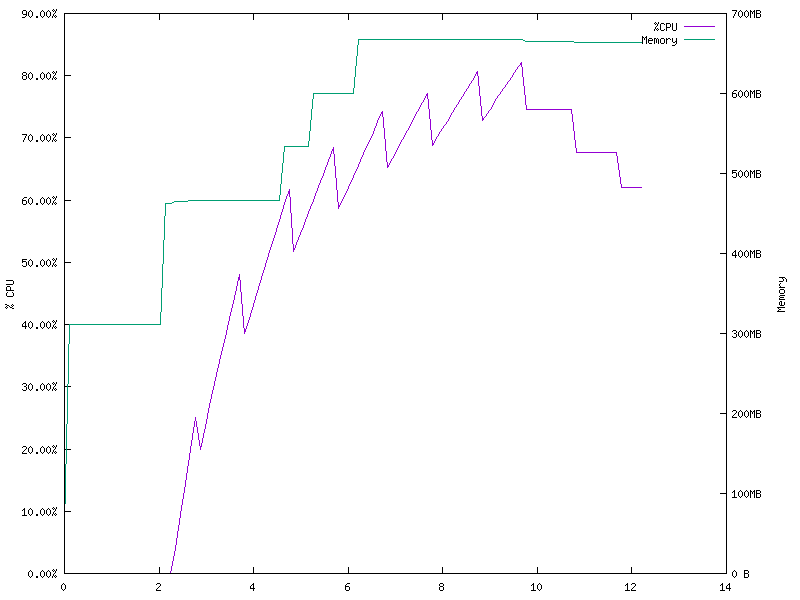 90.00%
80.00%
70.00%
60.00%
50.00%
40.00%
30.00%
20.00%
10.00%
0.00%
% CPU
700MB
600MB
500MB
400MB
300MB
200MB
100MB
0 B
Memory
%CPU
Memory
0 2 4 6 8 10 12 14